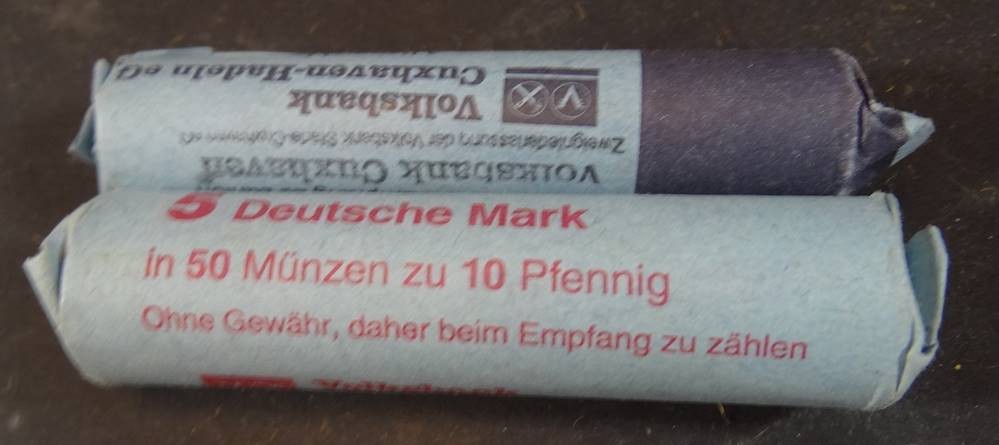 Volksbank Cuxhaven
Zweigniederlassung der Volksbank Stade-Cuxhaven eG
Volksbank
Cuxhaven-Hadeln eG
5 Deutsche Mark
in 50 Münzen zu 10 Pfennig
Ohne Gewähr, daher beim Empfang zu zählen